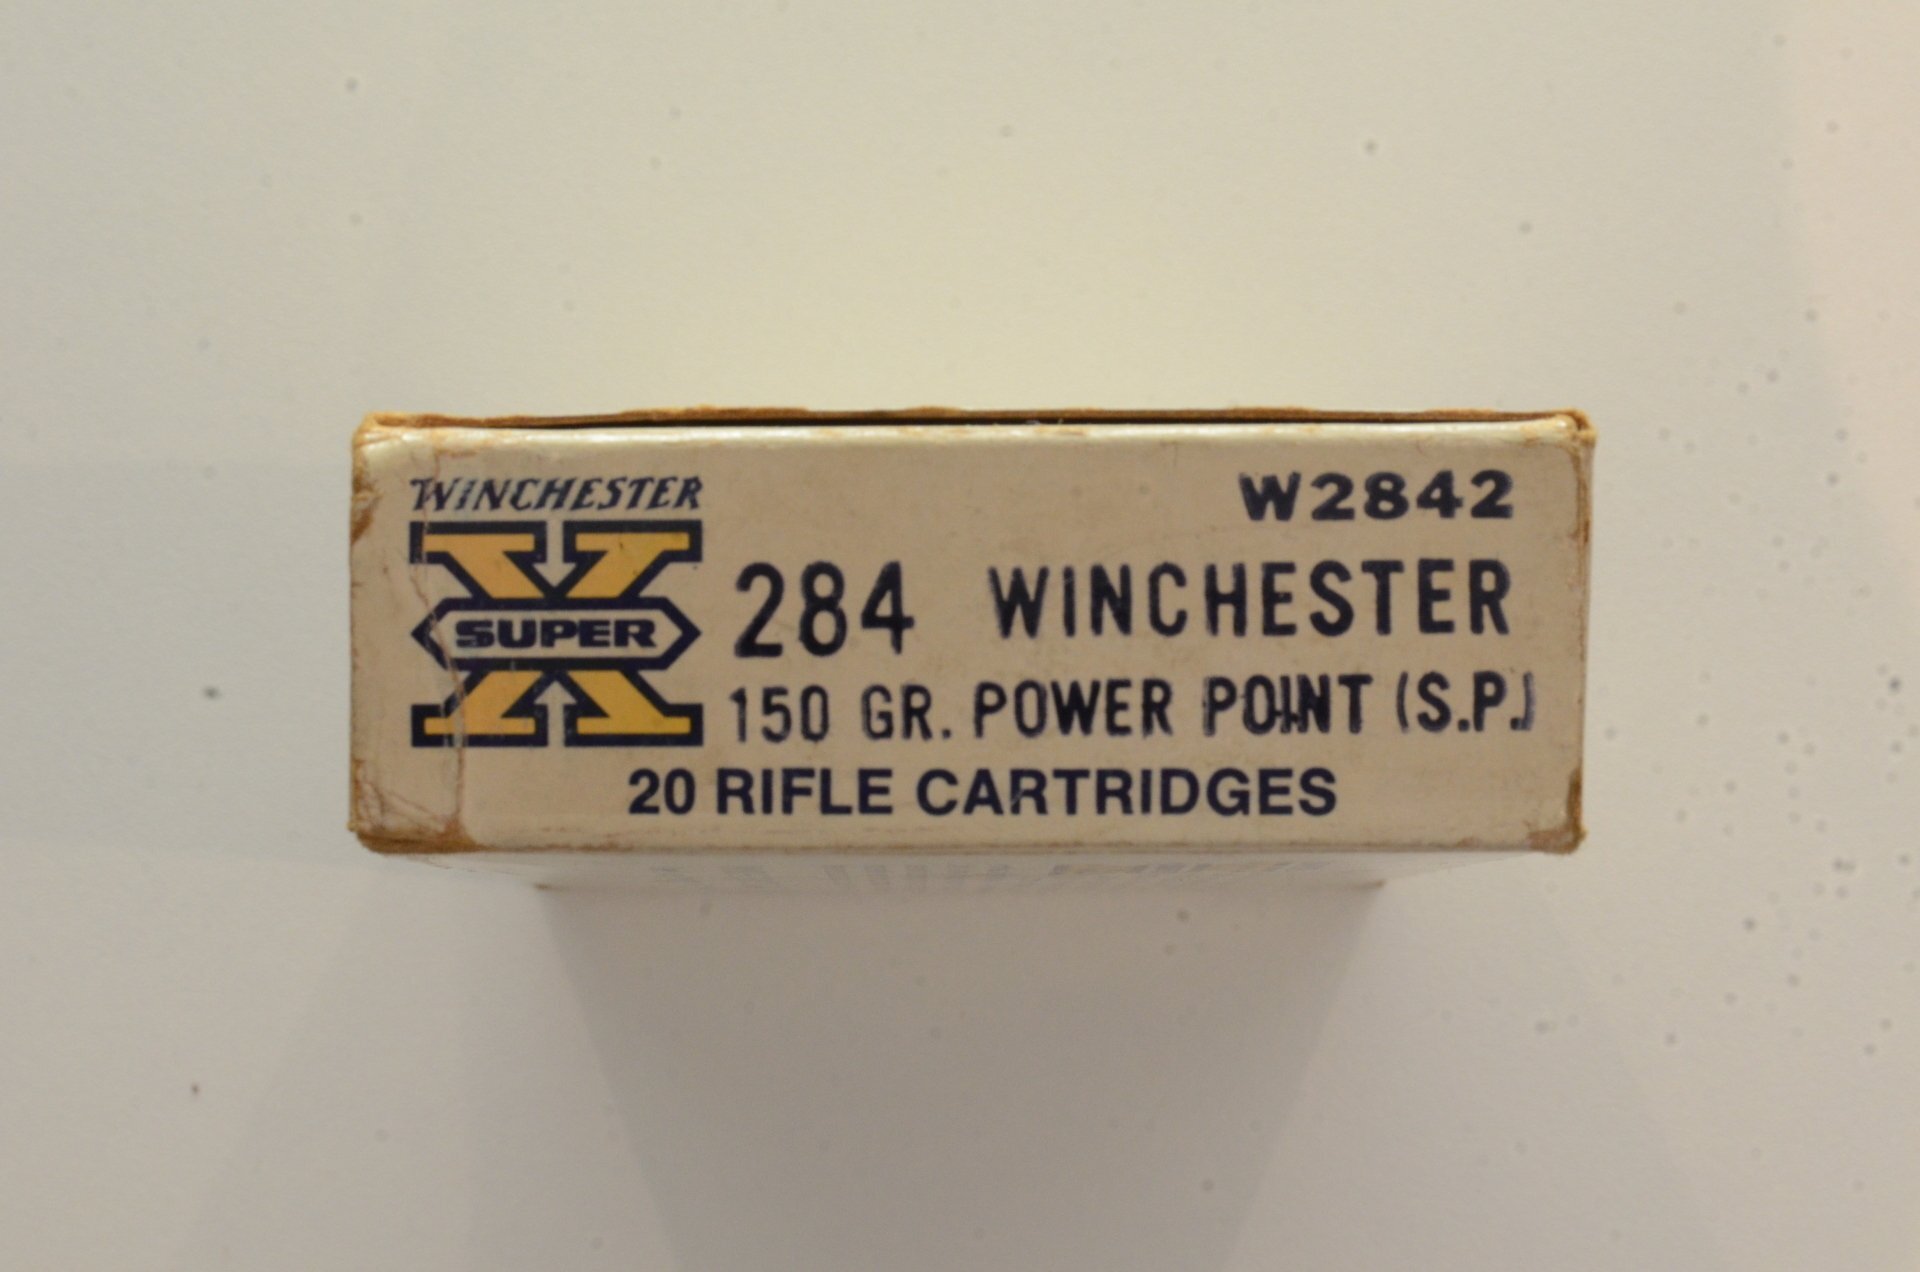 WINCHESTER
SUPER X
W2842
284 WINCHESTER
150 GR. POWER POINT (S.P.)
20 RIFLE CARTRIDGES